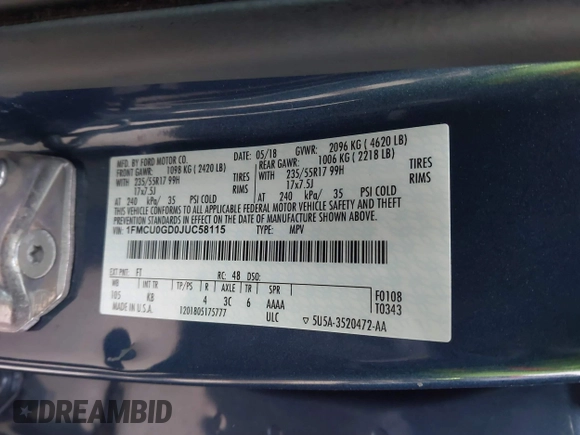 MFD. BY FORD MOTOR CO.
05/18 GVWR: 2096 KG ( 4620 LB)
FRONT GAWR: 1098 KG ( 2420 LB)
REAR GAWR: 1006 KG ( 2218 LB)
WITH 235/55R17 99H TIRES
17x7.5J RIMS
WITH 235/55R17 99H TIRES
17x7.5J RIMS
AT 240 kPa/ 35 PSI COLD
AT 240 kPa/ 35 PSI COLD
THIS VEHICLE CONFORMS TO ALL APPLICABLE FEDERAL MOTOR VEHICLE SAFETY AND THEFT
PREVENTION STANDARDS IN EFFECT ON THE DATE OF MANUFACTURE SHOWN ABOVE.
VIN: 1FMCU0GD0JUC58115
TYPE: MPV
EXT PNT: FT RC: 48 DSO:
WB BRK INT TR TP/PS R AXLE TR SPR
105 KB 4 3C 6 AAAA
F0108
T0343
MADE IN U.S.A. 1201805175777 ULC
5U5A-3520472-AA
DREAMBID